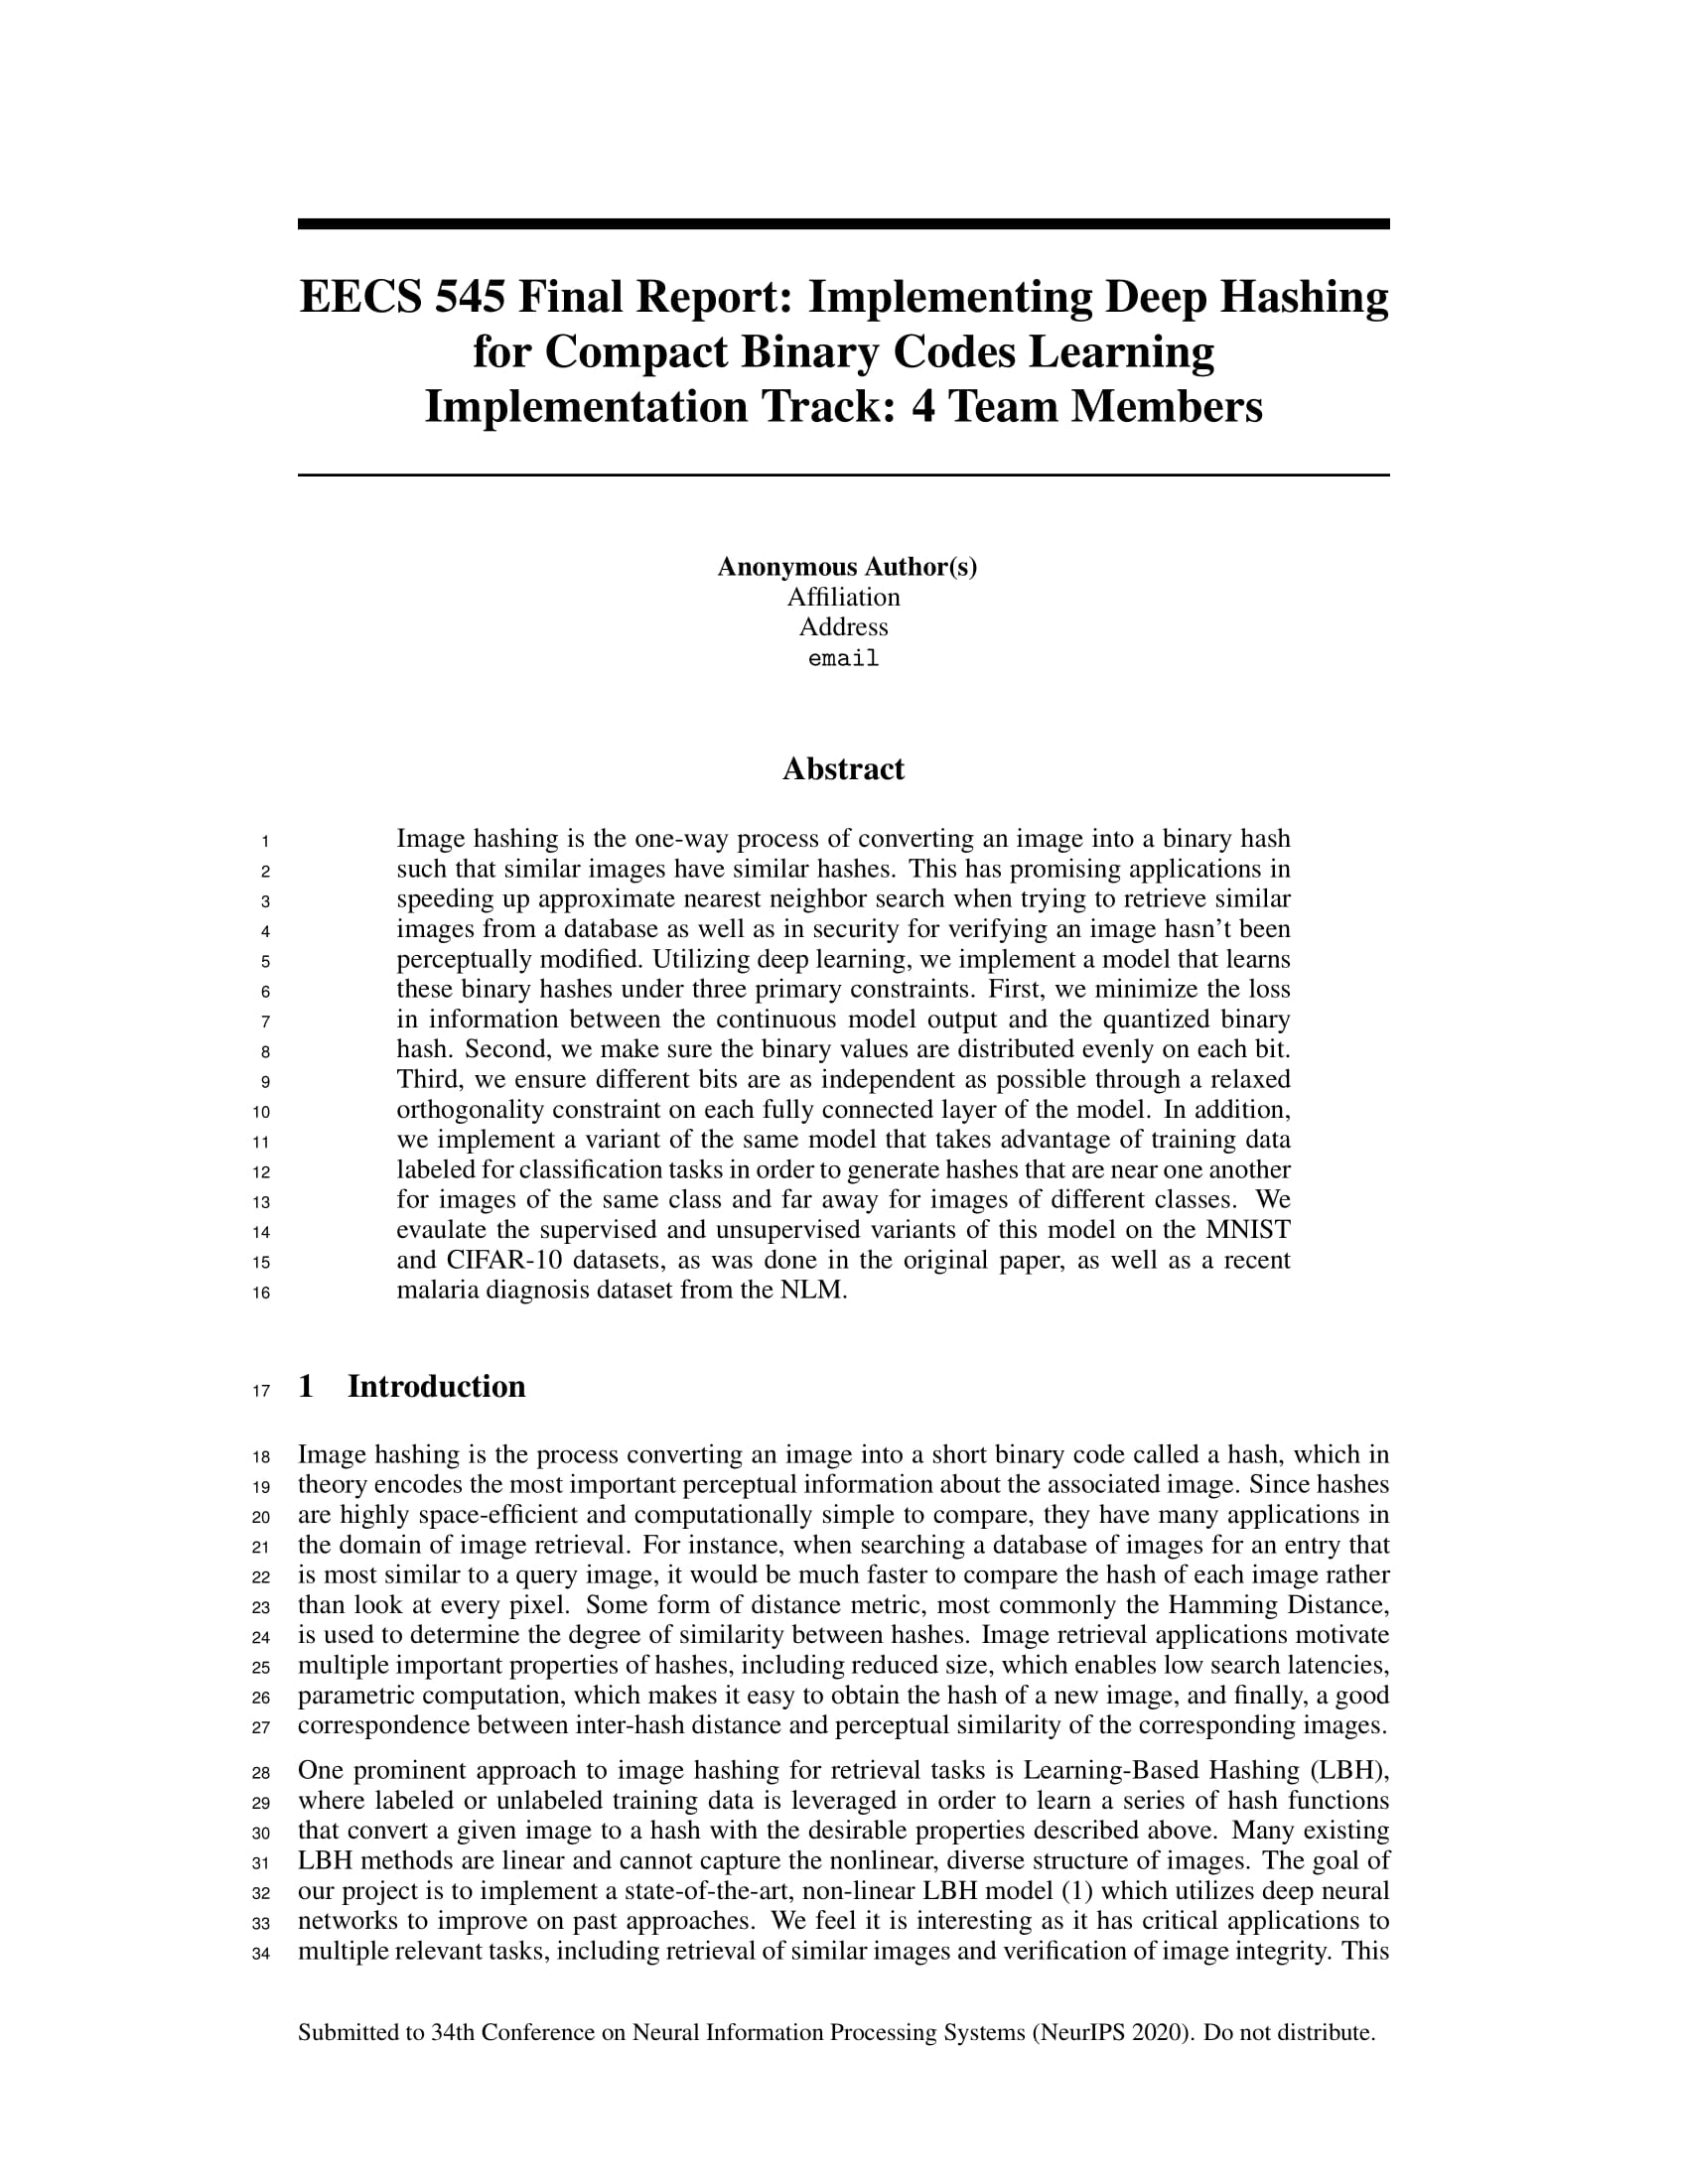 EECS 545 Final Report: Implementing Deep Hashing
for Compact Binary Codes Learning
Implementation Track: 4 Team Members
Anonymous Author(s)
Affiliation
Address
email
Abstract
1 Image hashing is the one-way process of converting an image into a binary hash
2 such that similar images have similar hashes. This has promising applications in
3 speeding up approximate nearest neighbor search when trying to retrieve similar
4 images from a database as well as in security for verifying an image hasn't been
5 perceptually modified. Utilizing deep learning, we implement a model that learns
6 these binary hashes under three primary constraints. First, we minimize the loss
7 in information between the continuous model output and the quantized binary
8 hash. Second, we make sure the binary values are distributed evenly on each bit.
9 Third, we ensure different bits are as independent as possible through a relaxed
10 orthogonality constraint on each fully connected layer of the model. In addition,
11 we implement a variant of the same model that takes advantage of training data
12 labeled for classification tasks in order to generate hashes that are near one another
13 for images of the same class and far away for images of different classes. We
14 evaulate the supervised and unsupervised variants of this model on the MNIST
15 and CIFAR-10 datasets, as was done in the original paper, as well as a recent
16 malaria diagnosis dataset from the NLM.
17 1 Introduction
18 Image hashing is the process converting an image into a short binary code called a hash, which in
19 theory encodes the most important perceptual information about the associated image. Since hashes
20 are highly space-efficient and computationally simple to compare, they have many applications in
21 the domain of image retrieval. For instance, when searching a database of images for an entry that
22 is most similar to a query image, it would be much faster to compare the hash of each image rather
23 than look at every pixel. Some form of distance metric, most commonly the Hamming Distance,
24 is used to determine the degree of similarity between hashes. Image retrieval applications motivate
25 multiple important properties of hashes, including reduced size, which enables low search latencies,
26 parametric computation, which makes it easy to obtain the hash of a new image, and finally, a good
27 correspondence between inter-hash distance and perceptual similarity of the corresponding images.
28 One prominent approach to image hashing for retrieval tasks is Learning-Based Hashing (LBH),
29 where labeled or unlabeled training data is leveraged in order to learn a series of hash functions
30 that convert a given image to a hash with the desirable properties described above. Many existing
31 LBH methods are linear and cannot capture the nonlinear, diverse structure of images. The goal of
32 our project is to implement a state-of-the-art, non-linear LBH model (1) which utilizes deep neural
33 networks to improve on past approaches. We feel it is interesting as it has critical applications to
34 multiple relevant tasks, including retrieval of similar images and verification of image integrity. This
Submitted to 34th Conference on Neural Information Processing Systems (NeurIPS 2020). Do not distribute.